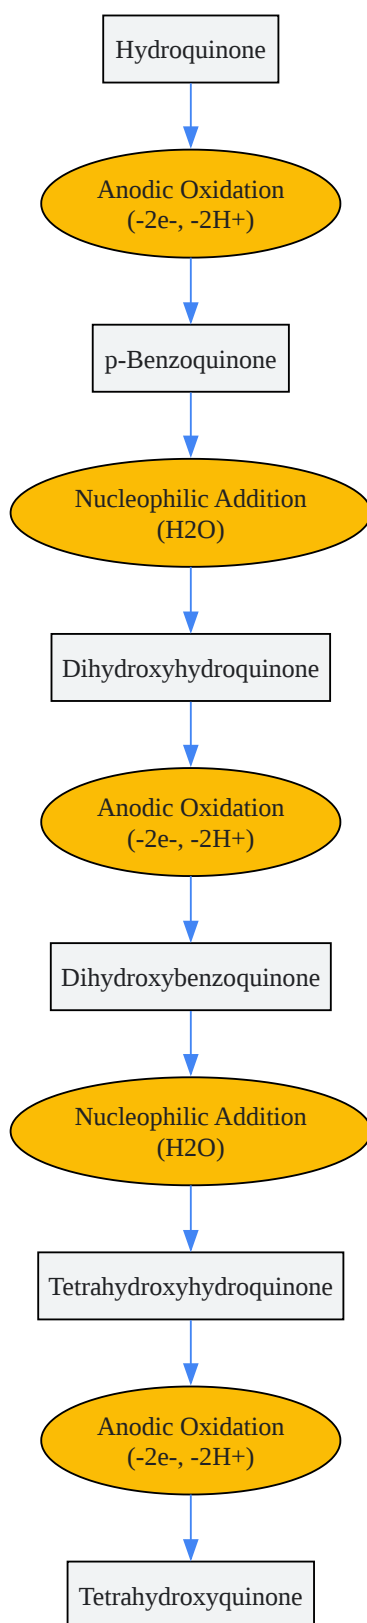 Hydroquinone
Anodic Oxidation
(-2e-, -2H+)
p-Benzoquinone
Nucleophilic Addition
(H2O)
Dihydroxyhydroquinone
Anodic Oxidation
(-2e-, -2H+)
Dihydroxybenzoquinone
Nucleophilic Addition
(H2O)
Tetrahydroxyhydroquinone
Anodic Oxidation
(-2e-, -2H+)
Tetrahydroxyquinone